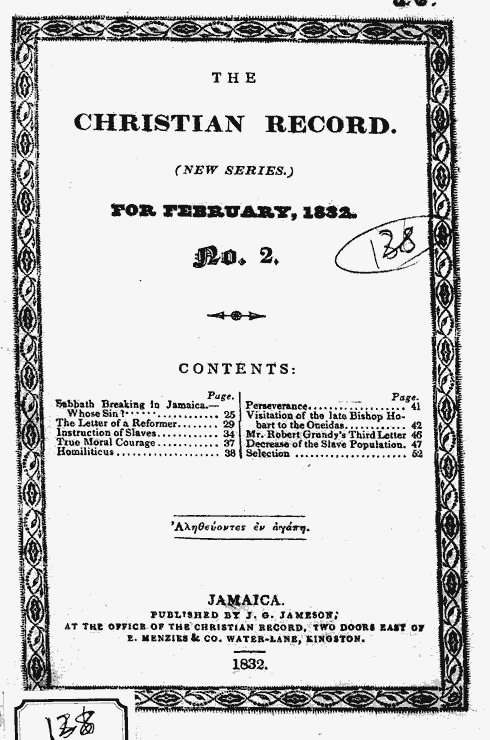 THE
CHRISTIAN RECORD.
(NEW SERIES.)
FOR FEBRUARY, 1832.
No. 2.
138
CONTENTS:
Page.
Sabbath Breaking in Jamaica.—
Whose Sin? ............ 25
The Letter of a Reformer........ 29
Instruction of Slaves............ 34
True Moral Courage ............ 37
Homiliticus .................... 38
Page.
Perseverance.................. 41
Visitation of the late Bishop Ho-
bart to the Oneidas............ 42
Mr. Robert Grundy's Third Letter 46
Decrease of the Slave Population. 47
Selection ...................... 52
Ἀληθεύοντες ἐν ἀγάπῃ.
JAMAICA.
PUBLISHED BY J. G. JAMESON,
AT THE OFFICE OF THE CHRISTIAN RECORD, TWO DOORS EAST OF
E. MENZIES & CO. WATER-LANE, KINGSTON.
1832.
138